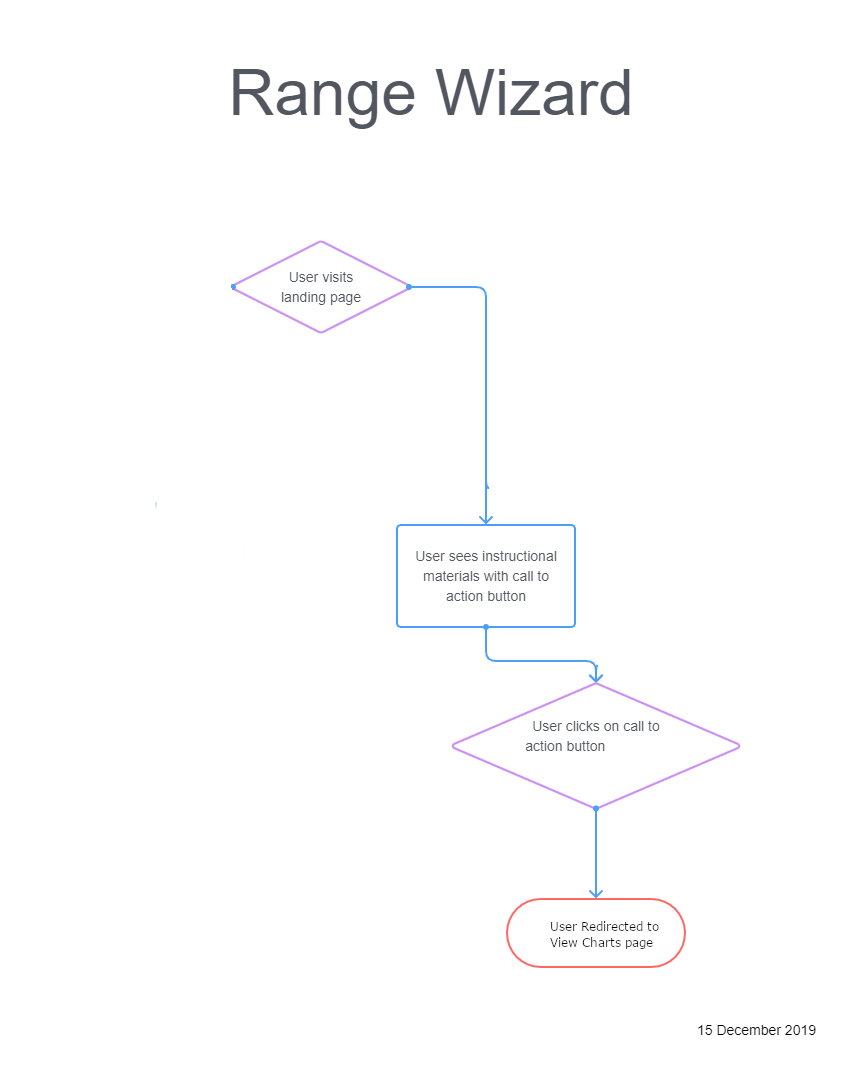 Range Wizard
User visits
landing page
User sees instructional
materials with call to
action button
User clicks on call to
action button
User Redirected to
View Charts page
15 December 2019